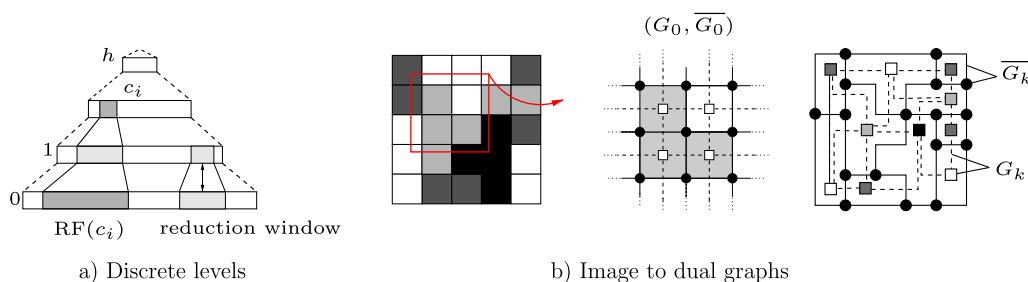 h
c_i
1
0
RF(c_i) reduction window
a) Discrete levels
(G_0, \overline{G_0})
\overline{G_k}
G_k
b) Image to dual graphs